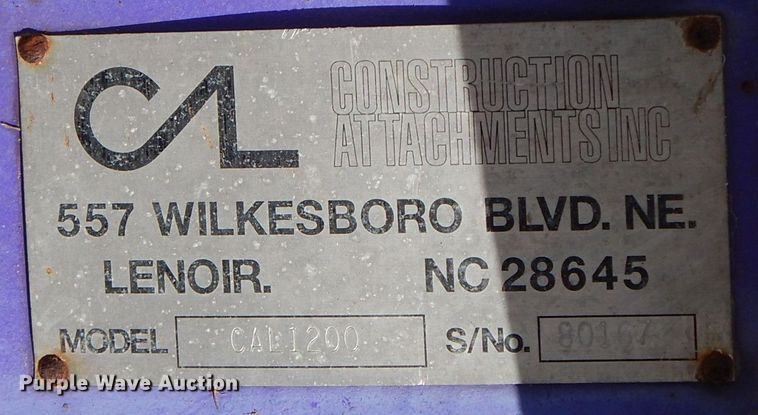 CAL
CONSTRUCTION
ATTACHMENTS INC
557 WILKESBORO BLVD. NE.
LENOIR. NC 28645
MODEL CAL1200 S/No.
Purple Wave Auction